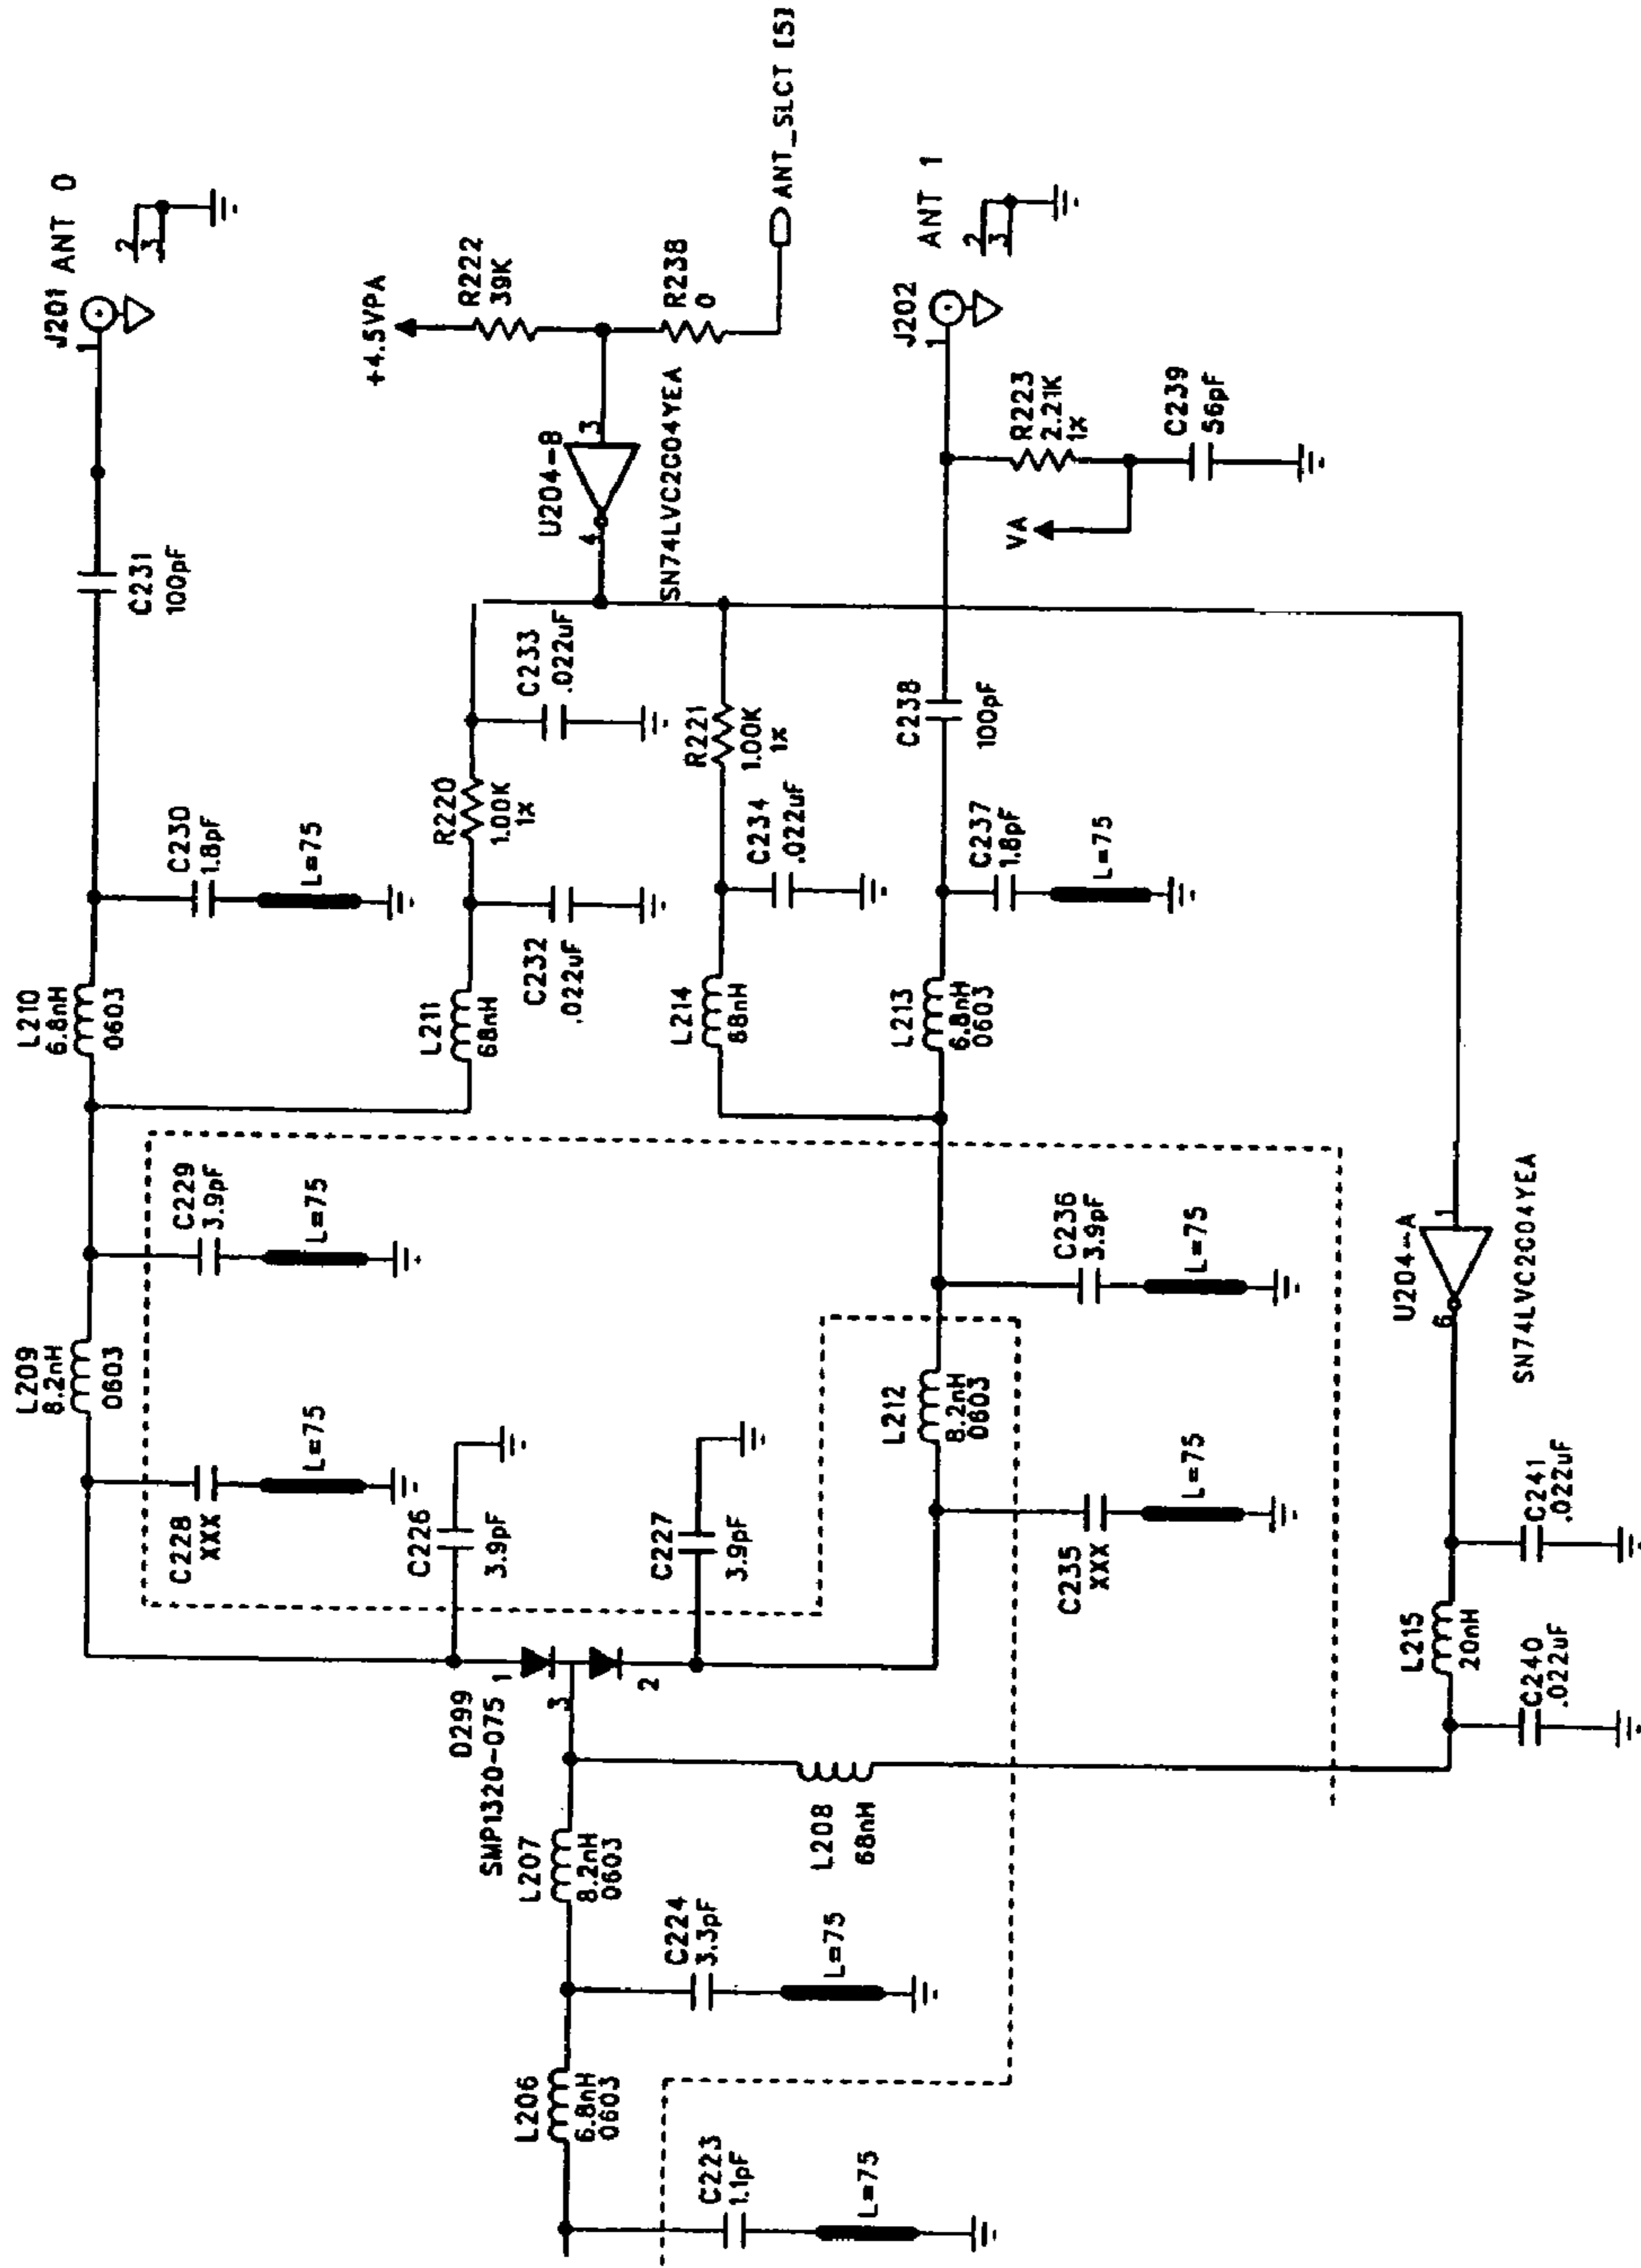 J201 ANT 0
1
2
3
C231
100pF
L210
6.8nH
0603
C230
1.8pF
L=75
L209
8.2nH
0603
C229
3.9pF
L=75
C228
XXX
L=75
+4.5VPA
R222
39K
R238
0
ANT_SLCT [5]
U204-B
3
4
SN74LVC2G04YEA
C233
.022uF
R220
1.00K
1%
C232
.022uF
L211
68nH
R221
1.00K
1%
C234
.022uF
L214
68nH
C226
3.9pF
C227
3.9pF
D299
SMP1320-075
1
2
3
J202
ANT 1
1
2
3
R223
2.21K
1%
C239
56pF
VA
C238
100pF
C237
1.8pF
L=75
L213
6.8nH
0603
C236
3.9pF
L=75
L212
8.2nH
0603
C235
XXX
L=75
L207
8.2nH
0603
L208
68nH
C224
3.3pF
L=75
L206
6.8nH
0603
C223
1.1pF
L=75
U204-A
1
6
SN74LVC2G04YEA
C241
.022uF
L215
20nH
C240
.022uF